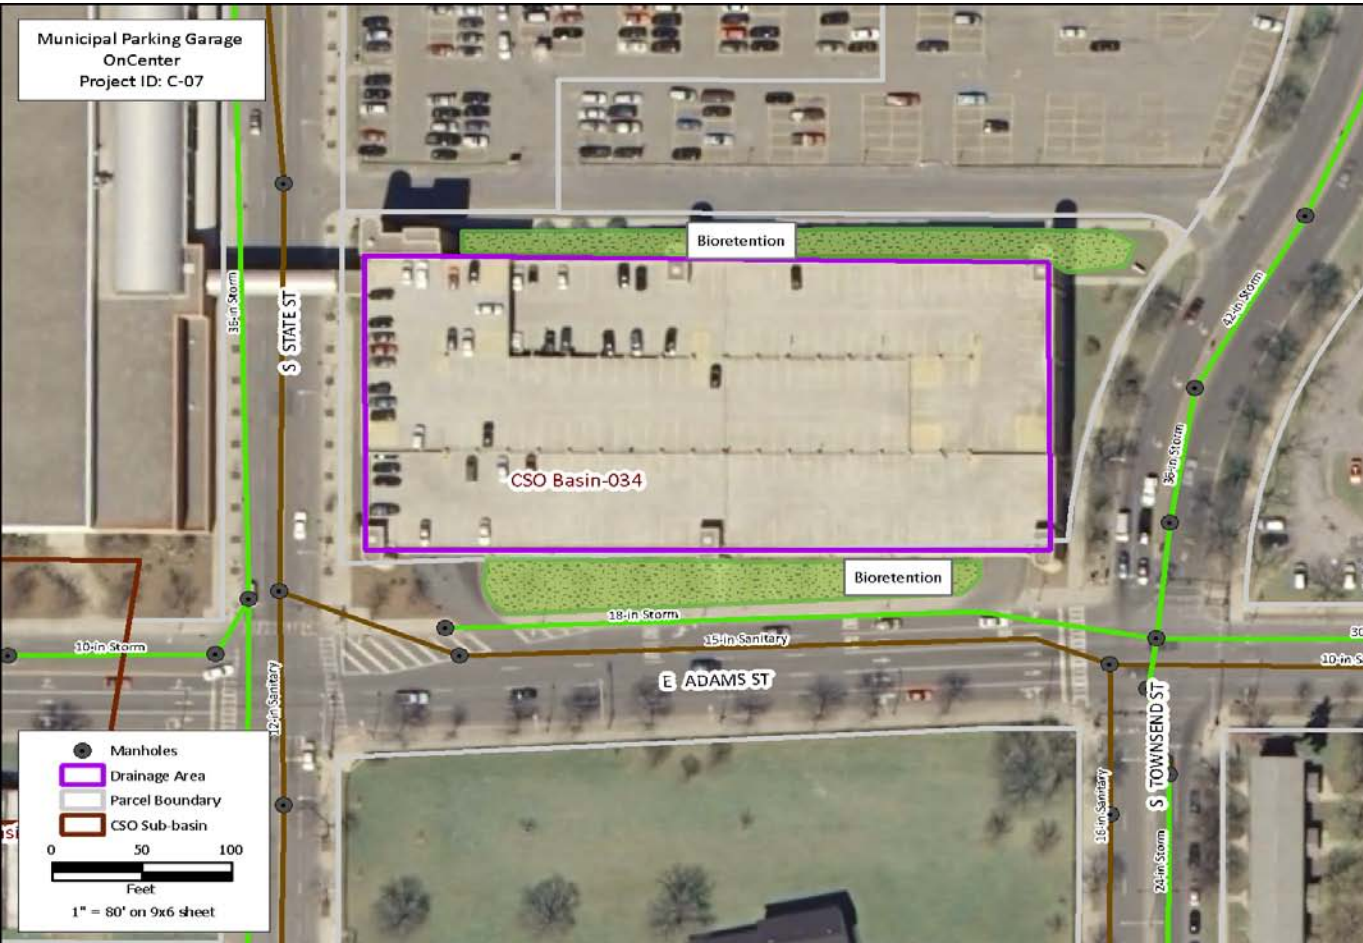 Municipal Parking Garage
OnCenter
Project ID: C-07
Bioretention
36-in Storm
S STATE ST
42-in Storm
36-in Storm
CSO Basin-034
Bioretention
18-in Storm
10-in Storm
15-in Sanitary
30
10-in S
E ADAMS ST
12-in Sanitary
S TOWNSEND ST
16-in Sanitary
24-in Storm
Manholes
Drainage Area
Parcel Boundary
CSO Sub-basin
0 50 100
Feet
1" = 80' on 9x6 sheet